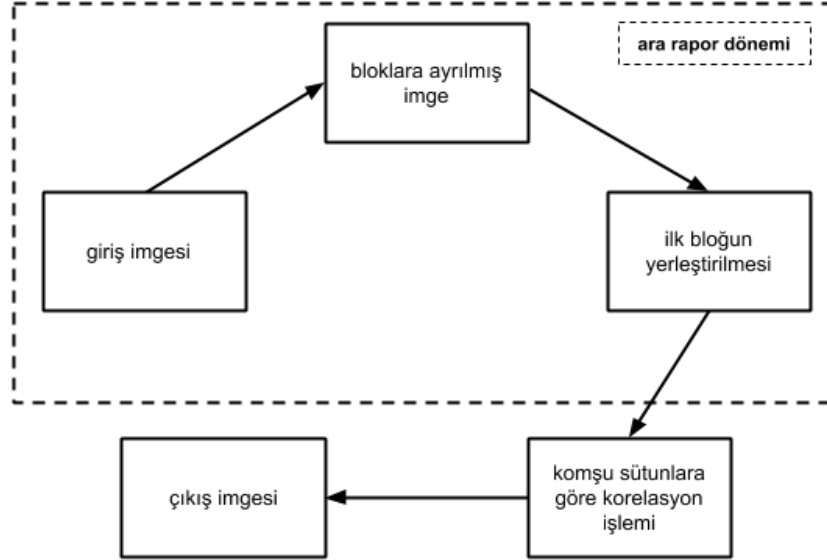 ara rapor dönemi
bloklara ayrılmış
imge
giriş imgesi
ilk bloğun
yerleştirilmesi
komşu sütunlara
göre korelasyon
işlemi
çıkış imgesi